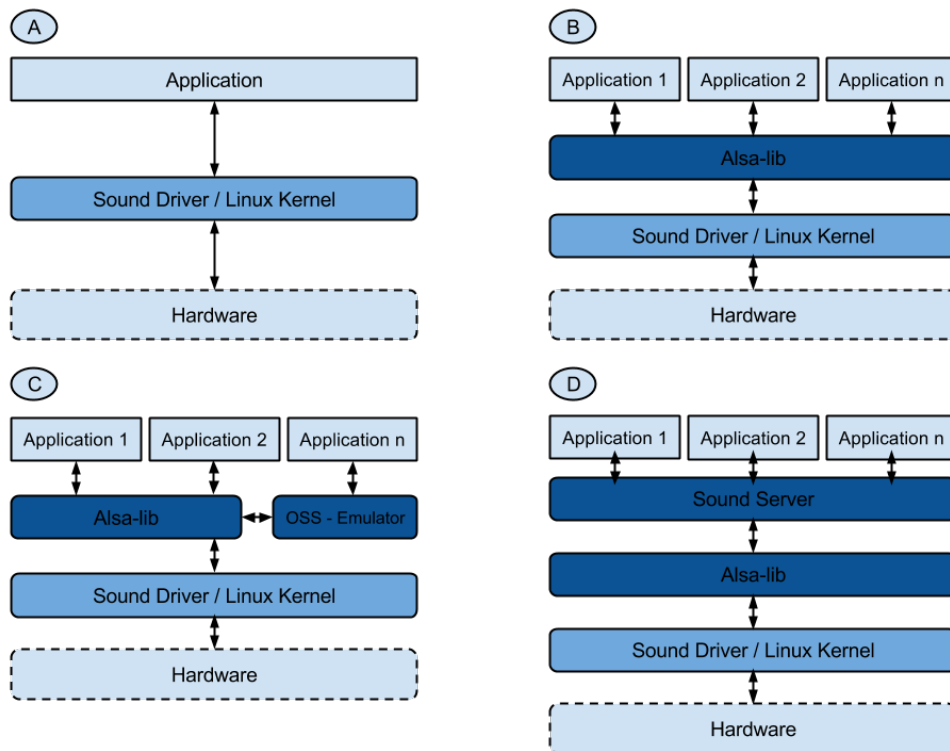 A
Application
Sound Driver / Linux Kernel
Hardware
B
Application 1 Application 2 Application n
Alsa-lib
Sound Driver / Linux Kernel
Hardware
C
Application 1 Application 2 Application n
Alsa-lib OSS - Emulator
Sound Driver / Linux Kernel
Hardware
D
Application 1 Application 2 Application n
Sound Server
Alsa-lib
Sound Driver / Linux Kernel
Hardware